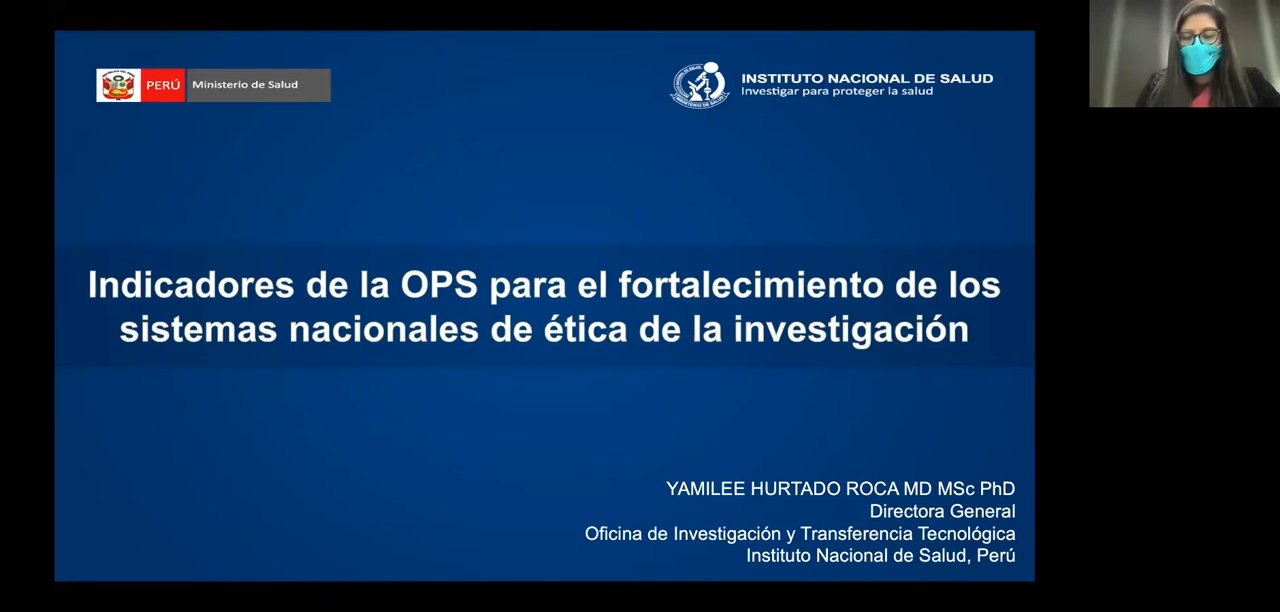 PERÚ
Ministerio de Salud
INSTITUTO NACIONAL DE SALUD
Investigar para proteger la salud
Indicadores de la OPS para el fortalecimiento de los
sistemas nacionales de ética de la investigación
YAMILEE HURTADO ROCA MD MSc PhD
Directora General
Oficina de Investigación y Transferencia Tecnológica
Instituto Nacional de Salud, Perú